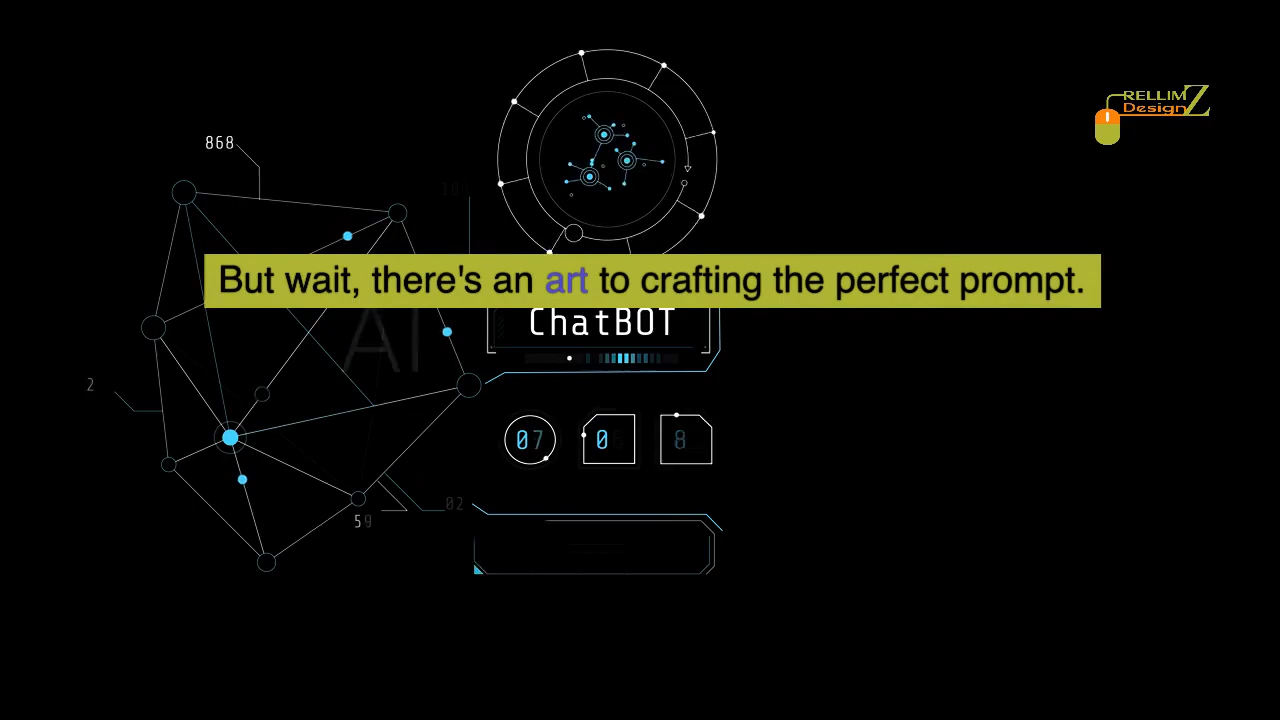 RELLIM
Design Z
868
But wait, there's an art to crafting the perfect prompt.
ChatBOT
AI
2
07
0
8
02
59